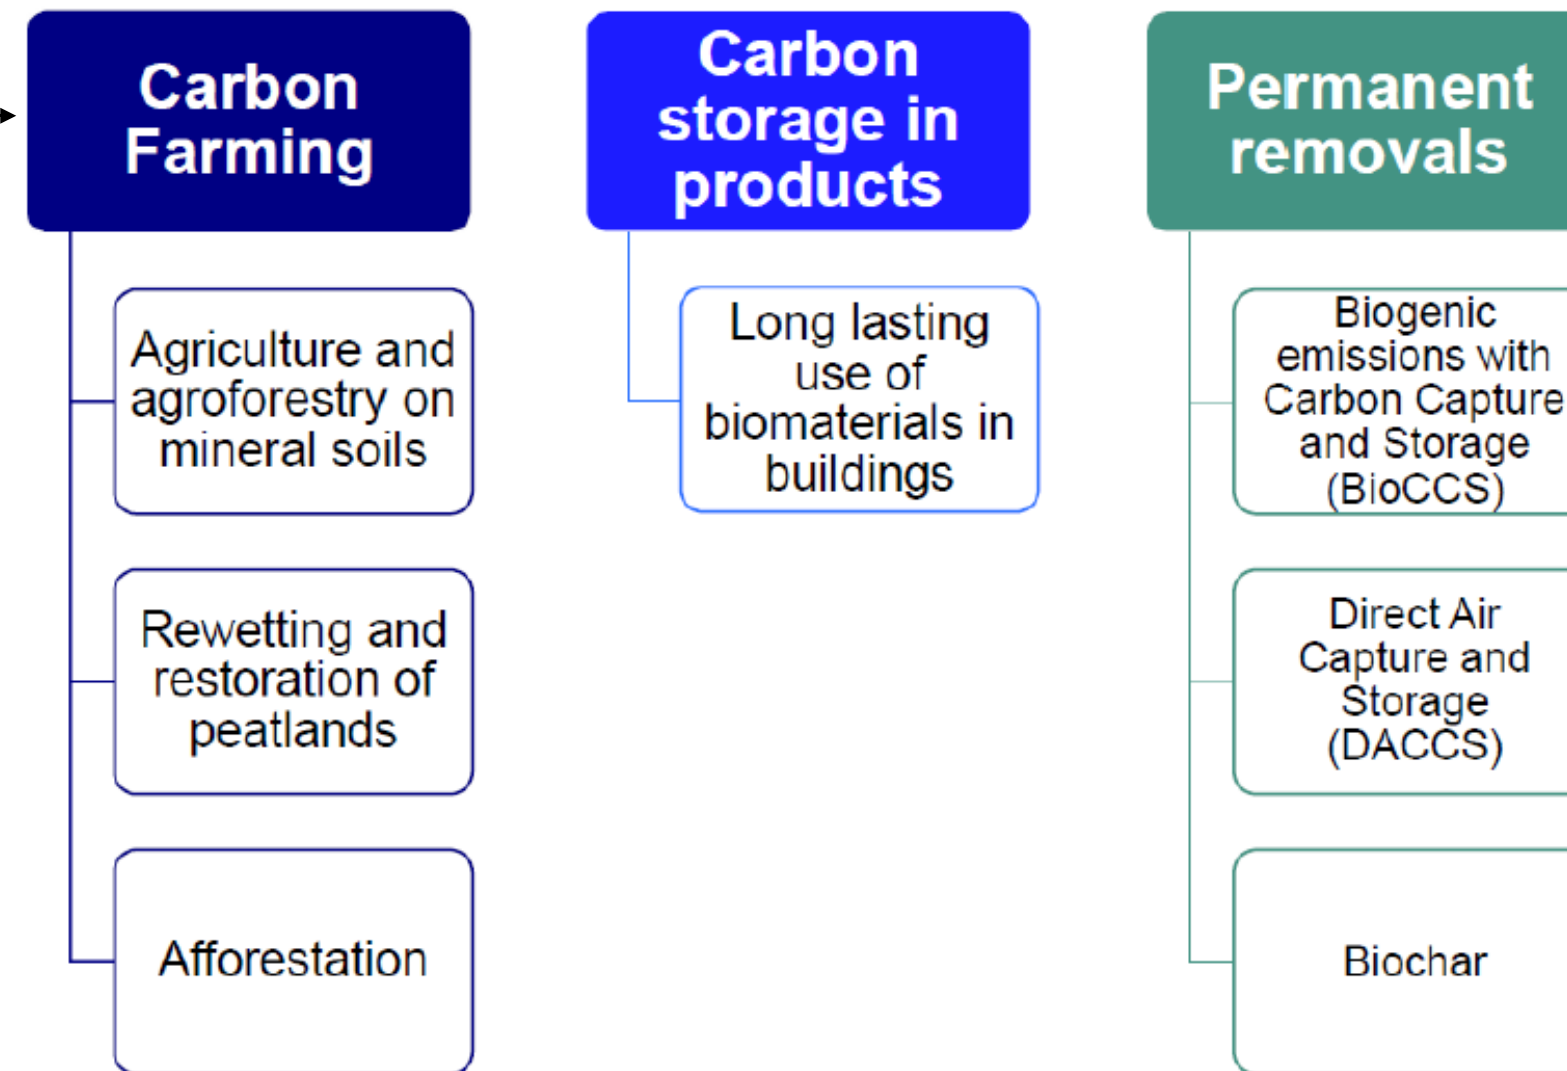 Carbon
Farming
Agriculture and
agroforestry on
mineral soils
Rewetting and
restoration of
peatlands
Afforestation
Carbon
storage in
products
Long lasting
use of
biomaterials in
buildings
Permanent
removals
Biogenic
emissions with
Carbon Capture
and Storage
(BioCCS)
Direct Air
Capture and
Storage
(DACCS)
Biochar